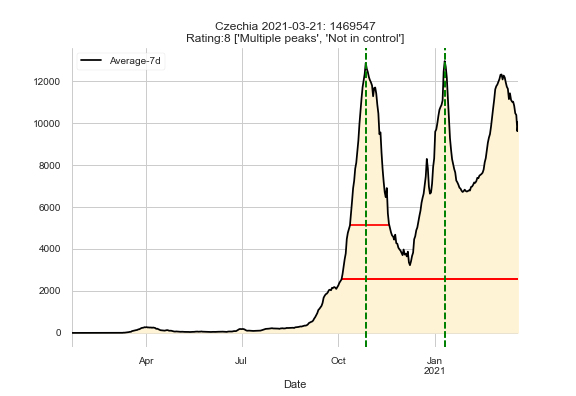 Czechia 2021-03-21: 1469547
Rating:8 ['Multiple peaks', 'Not in control']
Average-7d
12000
10000
8000
6000
4000
2000
0
Apr
Jul
Oct
Jan
2021
Date